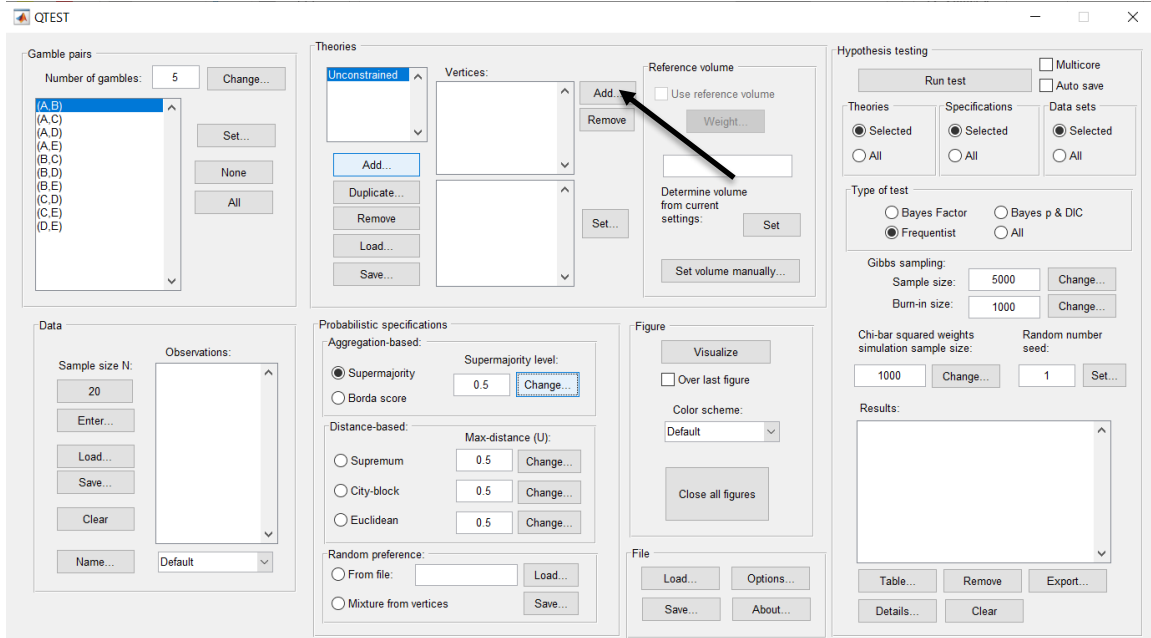 QTEST
Gamble pairs
Number of gambles: 5 Change...
(A,B)
(A,C)
(A,D)
(A,E)
(B,C)
(B,D)
(B,E)
(C,D)
(C,E)
(D,E)
Set...
None
All
Theories
Unconstrained
Vertices:
Add...
Remove
Add...
Duplicate...
Remove
Load...
Save...
Set...
Reference volume
Use reference volume
Weight...
Determine volume
from current
settings:
Set
Set volume manually...
Hypothesis testing
Run test
Multicore
Auto save
Theories
Selected
All
Specifications
Selected
All
Data sets
Selected
All
Type of test
Bayes Factor Bayes p & DIC
Frequentist All
Gibbs sampling:
Sample size: 5000 Change...
Burn-in size: 1000 Change...
Chi-bar squared weights
simulation sample size:
1000 Change...
Random number
seed:
1 Set...
Results:
Table... Remove Export...
Details... Clear
Data
Sample size N:
20
Enter...
Load...
Save...
Clear
Name...
Observations:
Default
Probabilistic specifications
Aggregation-based:
Supermajority level:
Supermajority 0.5 Change...
Borda score
Distance-based:
Max-distance (U):
Supremum 0.5 Change...
City-block 0.5 Change...
Euclidean 0.5 Change...
Random preference:
From file: Load...
Mixture from vertices Save...
Figure
Visualize
Over last figure
Color scheme:
Default
Close all figures
File
Load... Options...
Save... About...